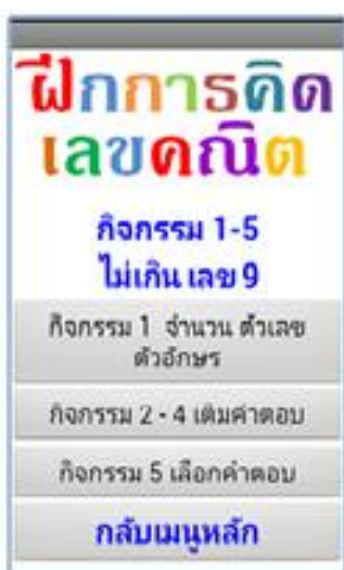 ฝึกการคิด
เลขคณิต
กิจกรรม 1-5
ไม่เกิน เลข 9
กิจกรรม 1 จำนวน ตัวเลข
ตัวอักษร
กิจกรรม 2 - 4 เติมคำตอบ
กิจกรรม 5 เลือกคำตอบ
กลับเมนูหลัก